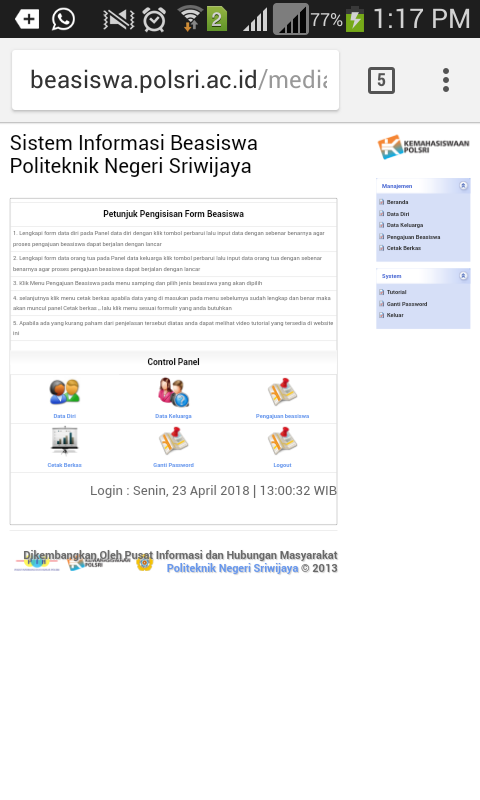 2
77%
1:17 PM
beasiswa.polsri.ac.id/media
5
Sistem Informasi Beasiswa
Politeknik Negeri Sriwijaya
KEMAHASISWAAN
POLSRI
Manajemen
Beranda
Data Diri
Data Keluarga
Pengajuan Beasiswa
Cetak Berkas
System
Tutorial
Ganti Password
Keluar
Petunjuk Pengisisan Form Beasiswa
1. Lengkapi form data diri pada Panel data diri dengan klik tombol perbarui lalu input data dengan sebenar benarnya agar
proses pengajuan beasiswa dapat berjalan dengan lancar
2. Lengkapi form data orang tua pada Panel data keluarga klik tombol perbarui lalu input data orang tua dengan sebenar
benarnya agar proses pengajuan beasiswa dapat berjalan dengan lancar
3. Klik Menu Pengajuan Beasiswa pada menu samping dan pilih jenis beasiswa yang akan dipilih
4. selanjutnya klik menu cetak berkas apabila data yang di masukan pada menu sebelumnya sudah lengkap dan benar maka
akan muncul panel Cetak berkas... lalu klik menu sesuai formulir yang anda butuhkan
5. Apabila ada yang kurang paham dari penjelasan tersebut diatas anda dapat melihat video tutorial yang tersedia di website
ini
Control Panel
Data Diri
Data Keluarga
Pengajuan beasiswa
Cetak Berkas
Ganti Password
Logout
Login : Senin, 23 April 2018 | 13:00:32 WIB
Dikembangkan Oleh Pusat Informasi dan Hubungan Masyarakat
KEMAHASISWAAN
POLSRI
Politeknik Negeri Sriwijaya © 2013